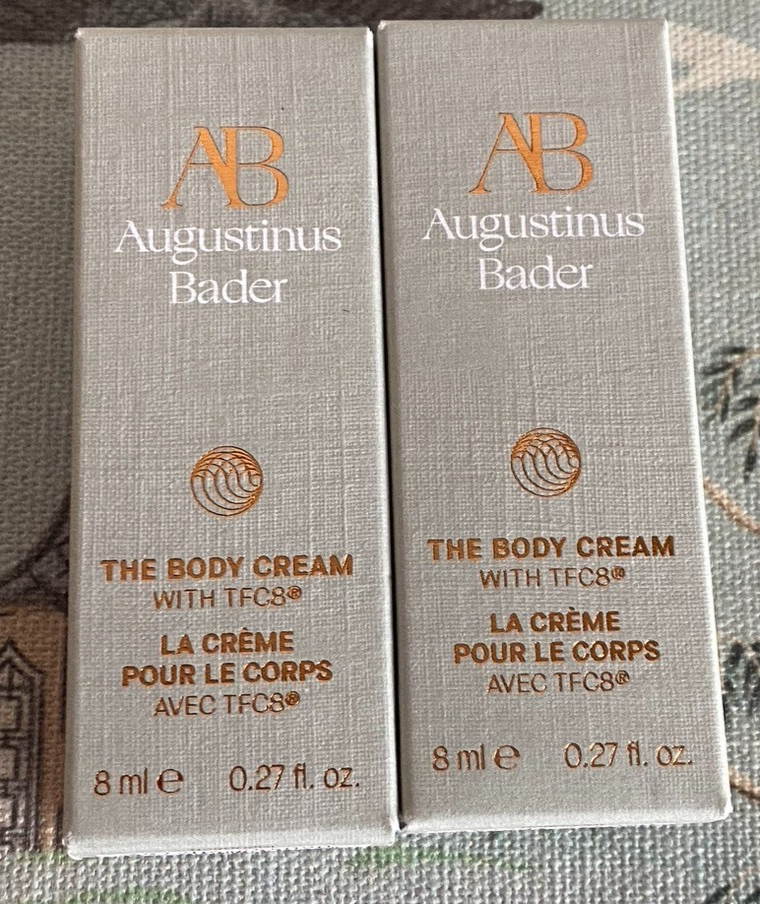 AB
Augustinus
Bader
THE BODY CREAM
WITH TFC8®
LA CRÈME
POUR LE CORPS
AVEC TFC8®
8 ml ℮ 0.27 fl. oz.
AB
Augustinus
Bader
THE BODY CREAM
WITH TFC8®
LA CRÈME
POUR LE CORPS
AVEC TFC8®
8 ml ℮ 0.27 fl. oz.